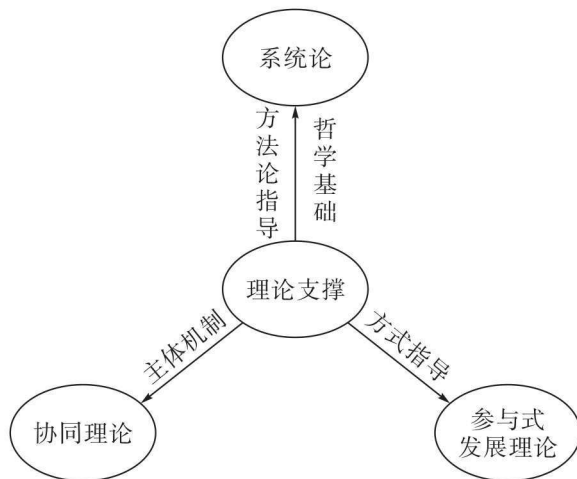 系统论
方法论指导
哲学基础
理论支撑
主体机制
方式指导
协同理论
参与式
发展理论